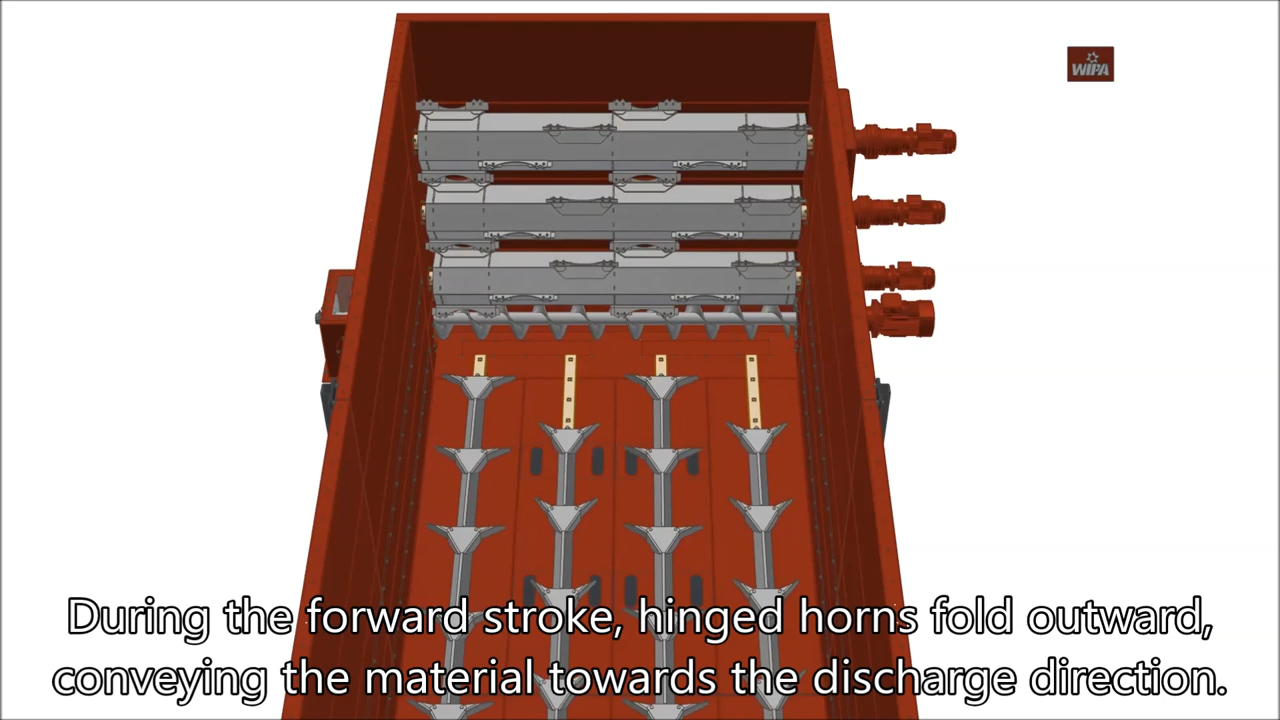 WIPA
During the forward stroke, hinged horns fold outward,
conveying the material towards the discharge direction.